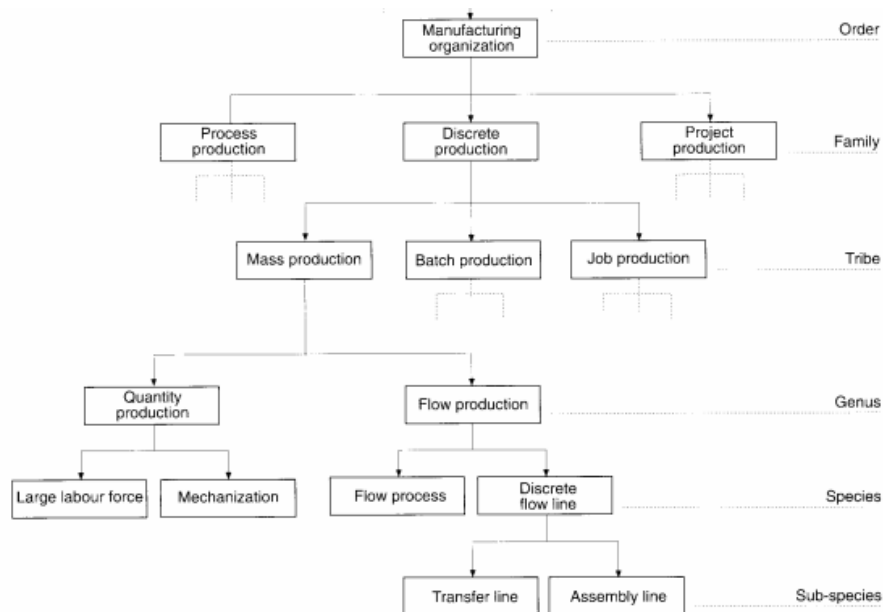 Manufacturing
organization
Order
Process
production
Discrete
production
Project
production
Family
Mass production
Batch production
Job production
Tribe
Quantity
production
Flow production
Genus
Large labour force
Mechanization
Flow process
Discrete
flow line
Species
Transfer line
Assembly line
Sub-species